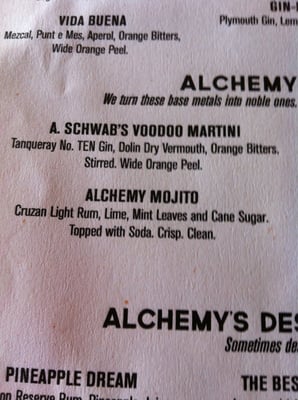 VIDA BUENA
Mezcal, Punt e Mes, Aperol, Orange Bitters,
Wide Orange Peel.
Plymouth Gin,
ALCHEMY
We turn these base metals into noble ones.
A. SCHWAB'S VOODOO MARTINI
Tanqueray No. TEN Gin, Dolin Dry Vermouth, Orange Bitters.
Stirred. Wide Orange Peel.
ALCHEMY MOJITO
Cruzan Light Rum, Lime, Mint Leaves and Cane Sugar.
Topped with Soda. Crisp. Clean.
ALCHEMY'S DES
Sometimes de
PINEAPPLE DREAM
Reserve Rum,
THE BES